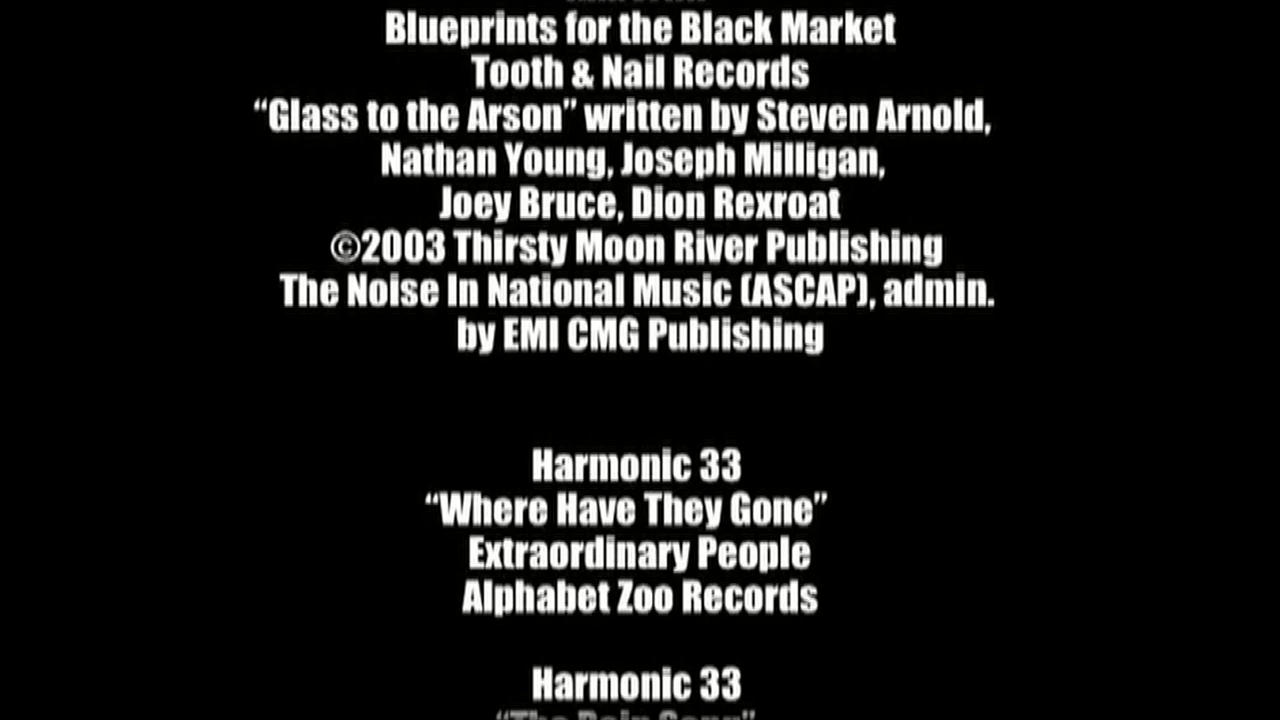 Blueprints for the Black Market
Tooth & Nail Records
“Glass to the Arson” written by Steven Arnold,
Nathan Young, Joseph Milligan,
Joey Bruce, Dion Rexroat
©2003 Thirsty Moon River Publishing
The Noise In National Music (ASCAP), admin.
by EMI CMG Publishing
Harmonic 33
“Where Have They Gone”
Extraordinary People
Alphabet Zoo Records
Harmonic 33